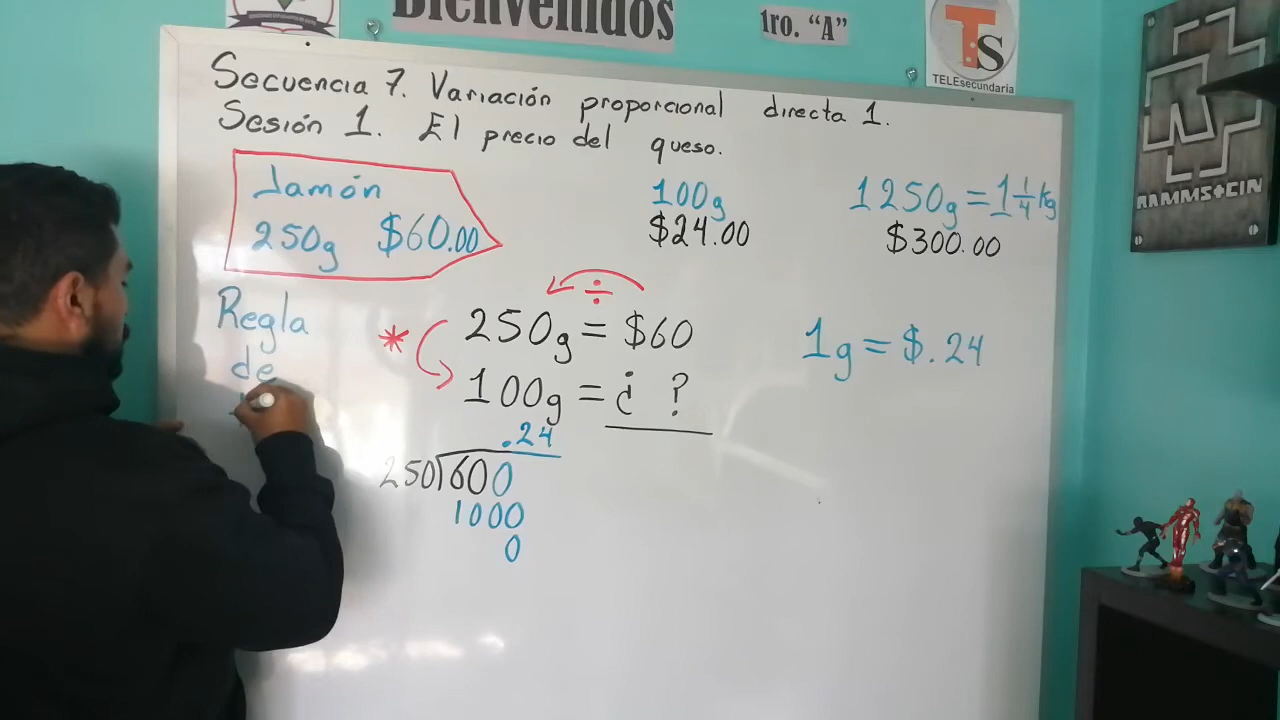 Bienvenidos
1ro. “A”
TS
TELEsecundaria
RAMMSTEIN
Secuencia 7. Variación proporcional directa 1.
Sesión 1. El precio del queso.
Jamón
250g $60.00
100g
$24.00
1250g = 1 1/4 kg
$300.00
Regla
de
÷
* 250g = $60
100g = ¿ ?
1g = $.24
.24
250 600
1000
0